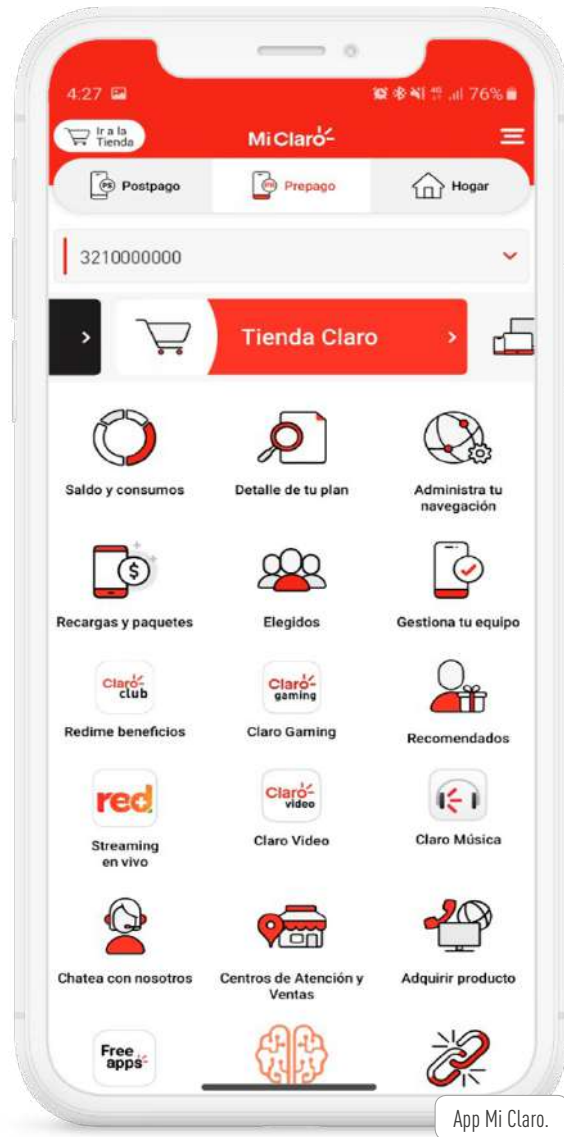 4:27
76%
Ir a la
Tienda
Mi Claro
Postpago
Prepago
Hogar
3210000000
Tienda Claro
Saldo y consumos
Detalle de tu plan
Administra tu
navegación
$
Recargas y paquetes
Elegidos
Gestiona tu equipo
Claro
club
Claro
gaming
Redime beneficios
Claro Gaming
Recomendados
red
Claro
video
Streaming
en vivo
Claro Video
Claro Música
Chatea con nosotros
Centros de Atención y
Ventas
Adquirir producto
Free
apps
App Mi Claro.